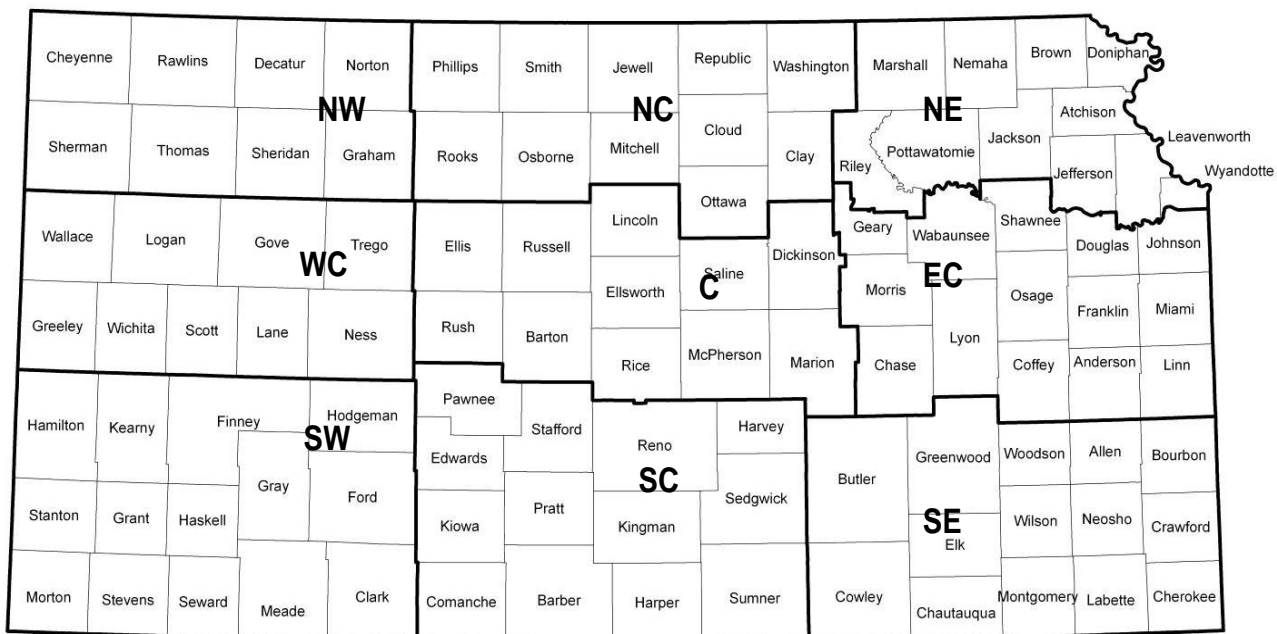 Cheyenne
Rawlins
Decatur
Norton
Phillips
Smith
Jewell
Republic
Washington
Marshall
Nemaha
Brown
Doniphan
NW
NC
NE
Atchison
Sherman
Thomas
Sheridan
Graham
Rooks
Osborne
Mitchell
Cloud
Clay
Riley
Pottawatomie
Jackson
Jefferson
Leavenworth
Wyandotte
Ottawa
Wallace
Logan
Gove
Trego
WC
Ellis
Russell
Lincoln
Saline
C
Dickinson
Geary
Wabaunsee
Shawnee
Douglas
Johnson
EC
Greeley
Wichita
Scott
Lane
Ness
Rush
Barton
Ellsworth
Rice
McPherson
Marion
Morris
Chase
Lyon
Osage
Coffey
Franklin
Anderson
Miami
Linn
Hamilton
Kearny
Finney
Hodgeman
SW
Gray
Ford
Pawnee
Edwards
Stafford
Reno
SC
Harvey
Sedgwick
Butler
Greenwood
Woodson
Allen
Bourbon
Stanton
Grant
Haskell
Kiowa
Pratt
Kingman
SE
Elk
Wilson
Neosho
Crawford
Morton
Stevens
Seward
Meade
Clark
Comanche
Barber
Harper
Sumner
Cowley
Chautauqua
Montgomery
Labette
Cherokee